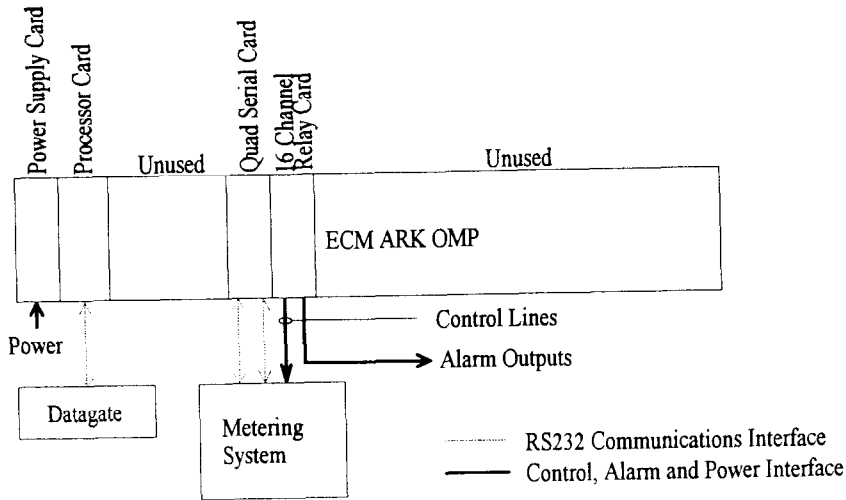 Power Supply Card
Processor Card
Unused
Quad Serial Card
16 Channel
Relay Card
Unused
ECM ARK OMP
Power
Control Lines
Alarm Outputs
Datagate
Metering
System
RS232 Communications Interface
Control, Alarm and Power Interface